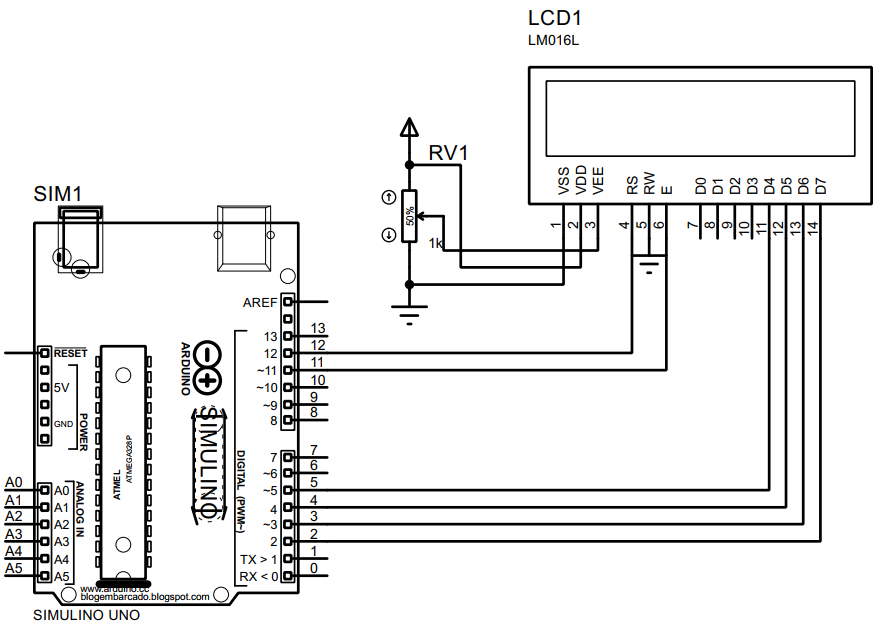 LCD1
LM016L
VSS
VDD
VEE
RS
RW
E
D0
D1
D2
D3
D4
D5
D6
D7
1
2
3
4
5
6
7
8
9
10
11
12
13
14
RV1
50%
1k
SIM1
AREF
13 13
12 12
~11 11
~10 10
~9 9
8 8
7 7
~6 6
~5 5
4 4
~3 3
2 2
TX > 1 1
RX < 0 0
RESET
5V
GND
POWER
A0 A0
A1 A1
A2 A2
A3 A3
A4 A4
A5 A5
ANALOG IN
ATMEL
ATMEGA328P
ARDUINO
SIMULINO
DIGITAL (PWM~)
www.arduino.cc
blogembarcado.blogspot.com
SIMULINO UNO